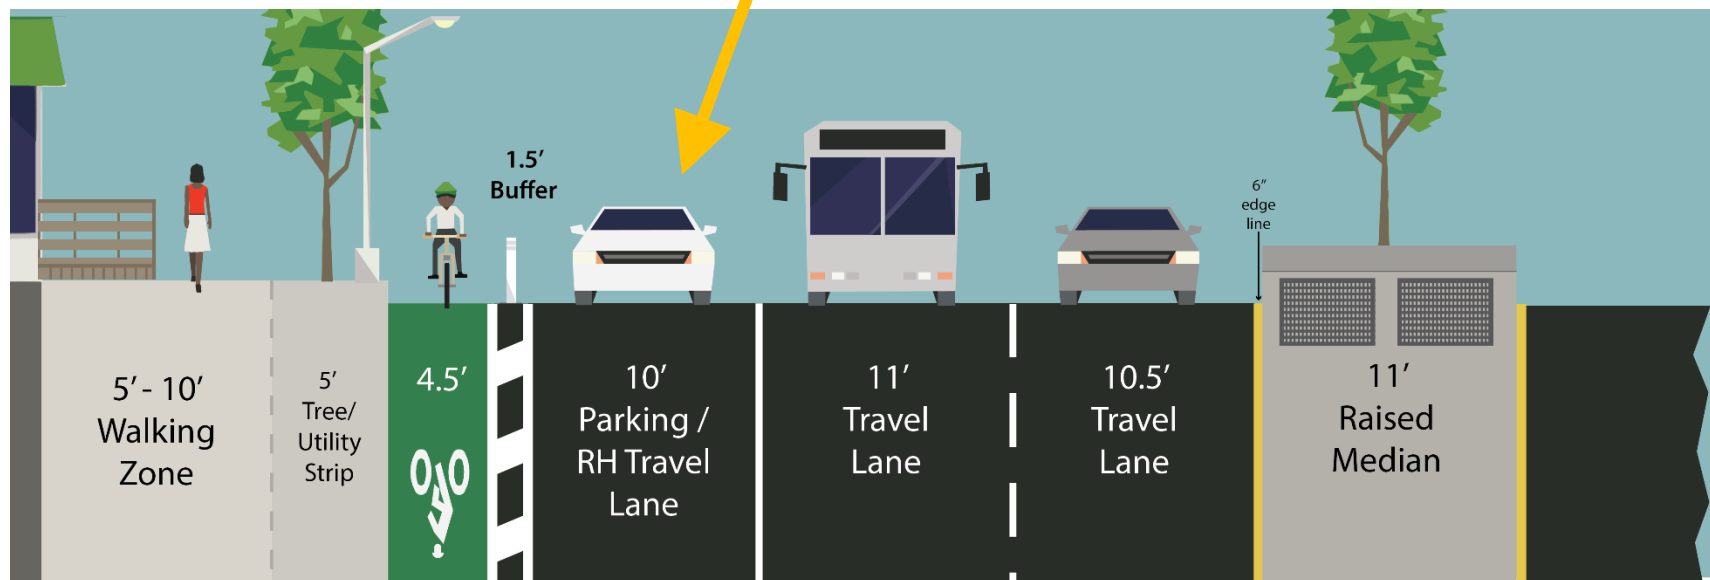 1.5’
Buffer
6”
edge
line
5’ - 10’
Walking
Zone
5’
Tree/
Utility
Strip
4.5’
10’
Parking /
RH Travel
Lane
11’
Travel
Lane
10.5’
Travel
Lane
11’
Raised
Median